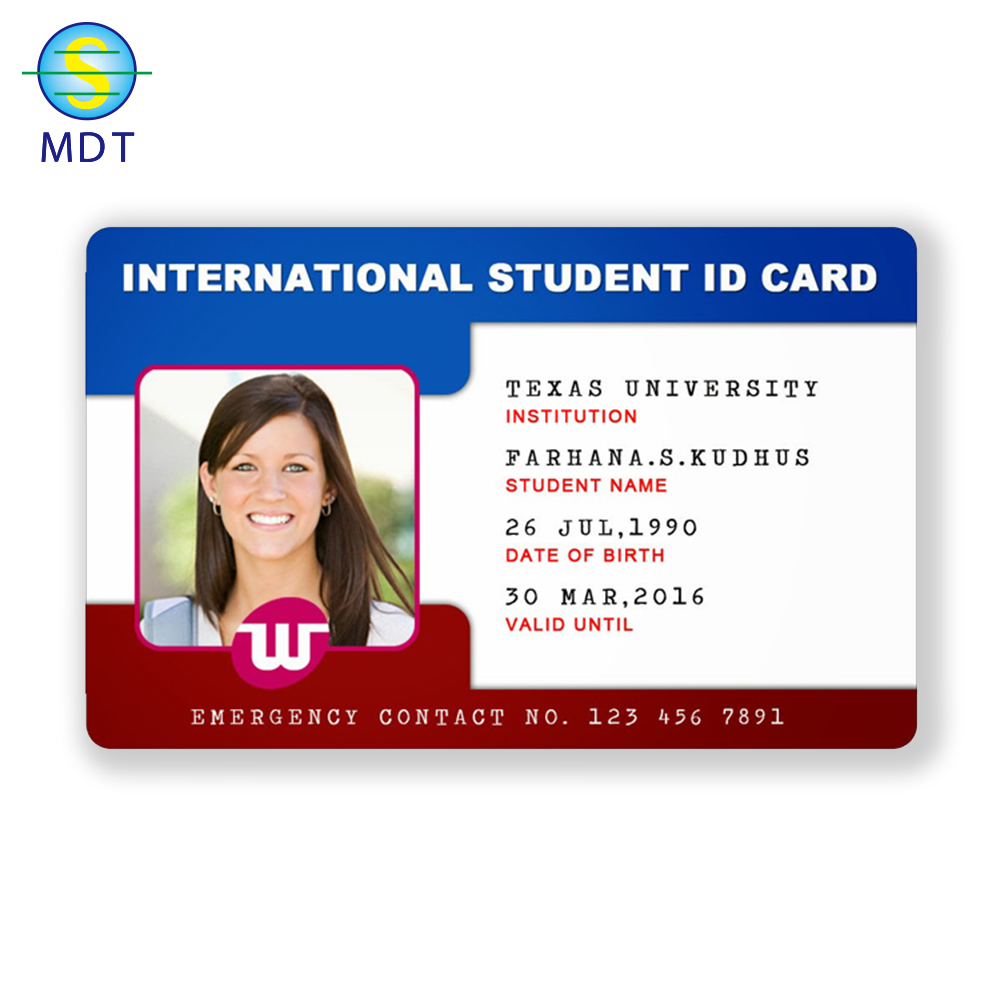 S
MDT
INTERNATIONAL STUDENT ID CARD
TEXAS UNIVERSITY
INSTITUTION
FARHANA.S.KUDHUS
STUDENT NAME
26 JUL,1990
DATE OF BIRTH
30 MAR,2016
VALID UNTIL
W
EMERGENCY CONTACT NO. 123 456 7891